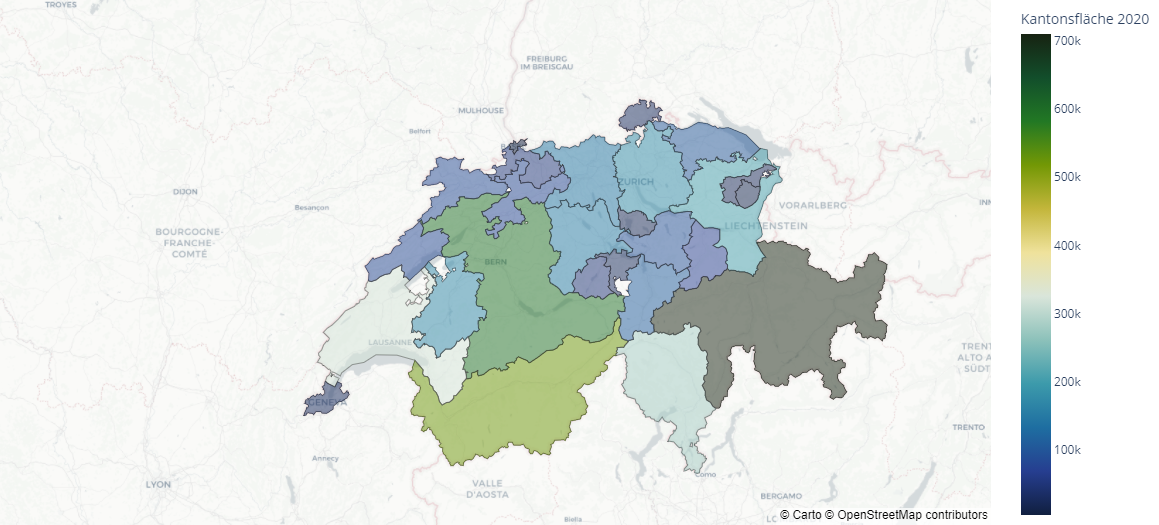 TROYES
FREIBURG
IM BREISGAU
MULHOUSE
Belfort
DIJON
Besançon
BOURGOGNE-
FRANCHE-
COMTÉ
ZURICH
VORARLBERG
LIECHTENSTEIN
INN
BERN
LAUSANNE
GENEVA
TRENT
ALTO A
SÜDT
TRENTO
Annecy
LYON
VALLE
D'AOSTA
Como
BERGAMO
Biella
LC
© Carto © OpenStreetMap contributors
Kantonsfläche 2020
700k
600k
500k
400k
300k
200k
100k